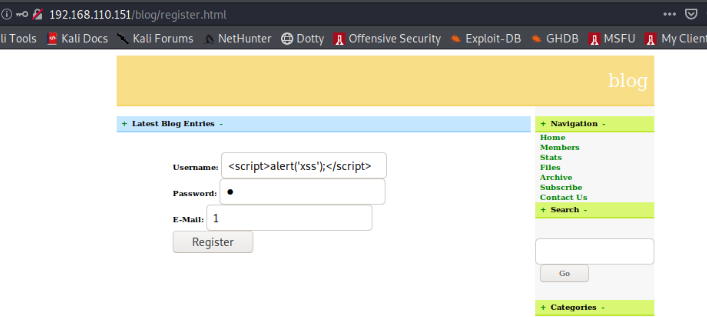 192.168.110.151/blog/register.html
li Tools Kali Docs Kali Forums NetHunter Dotty Offensive Security Exploit-DB GHDB MSFU My Client
blog
+ Latest Blog Entries -
Username: <script>alert('xss');</script>
Password: ●
E-Mail: 1
Register
+ Navigation -
Home
Members
Stats
Files
Archive
Subscribe
Contact Us
+ Search -
Go
+ Categories -